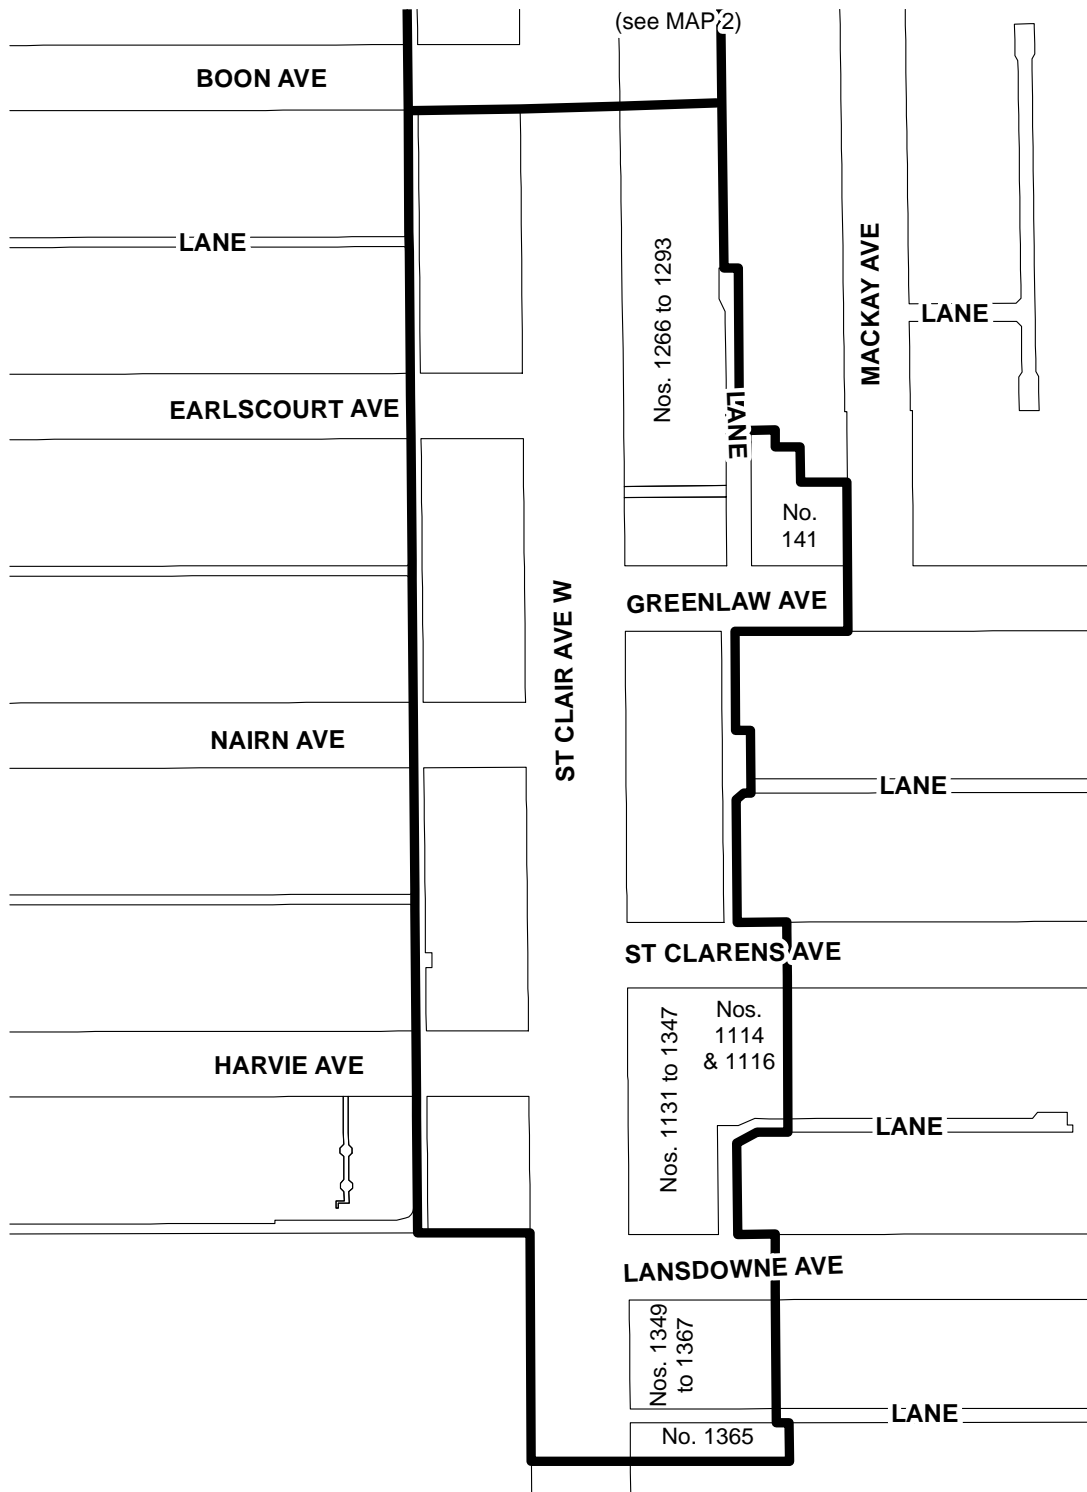 (see MAP 2)
BOON AVE
LANE
Nos. 1266 to 1293
MACKAY AVE
LANE
EARLSCOURT AVE
LANE
No.
141
ST CLAIR AVE W
GREENLAW AVE
NAIRN AVE
LANE
ST CLARENS AVE
Nos. 1131 to 1347
Nos.
1114
& 1116
HARVIE AVE
LANE
LANSDOWNE AVE
Nos. 1349
to 1367
LANE
No. 1365